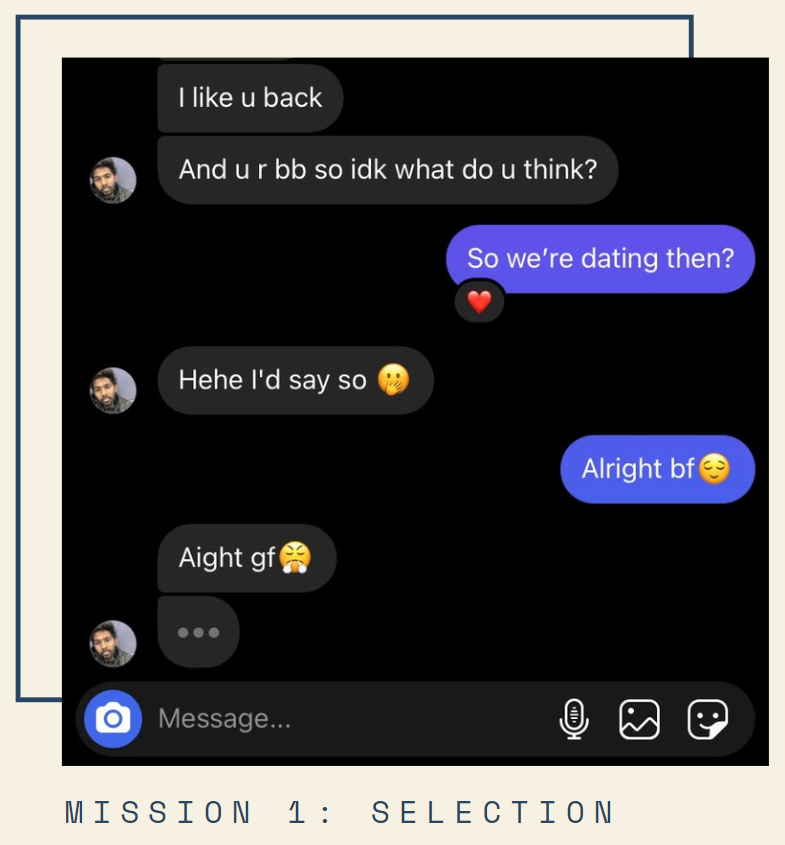 I like u back
And u r bb so idk what do u think?
So we’re dating then?
Hehe I'd say so 🤭
Alright bf😌
Aight gf😤
Message...
MISSION 1: SELECTION